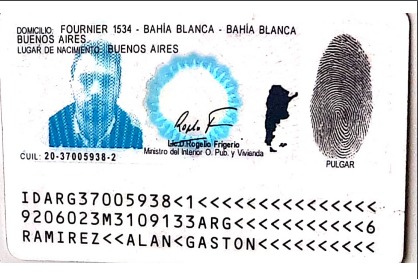 DOMICILIO: FOURNIER 1534 - BAHÍA BLANCA - BAHÍA BLANCA
BUENOS AIRES
LUGAR DE NACIMIENTO: BUENOS AIRES
Lic.D.Rogelio Frigerio
Ministro del Interior O. Pub. y Vivienda
CUIL: 20-37005938-2
PULGAR
IDARG37005938<1<<<<<<<<<<<<<<<
9206023M3109133ARG<<<<<<<<<<<6
RAMIREZ<<ALAN<GASTON<<<<<<<<<<